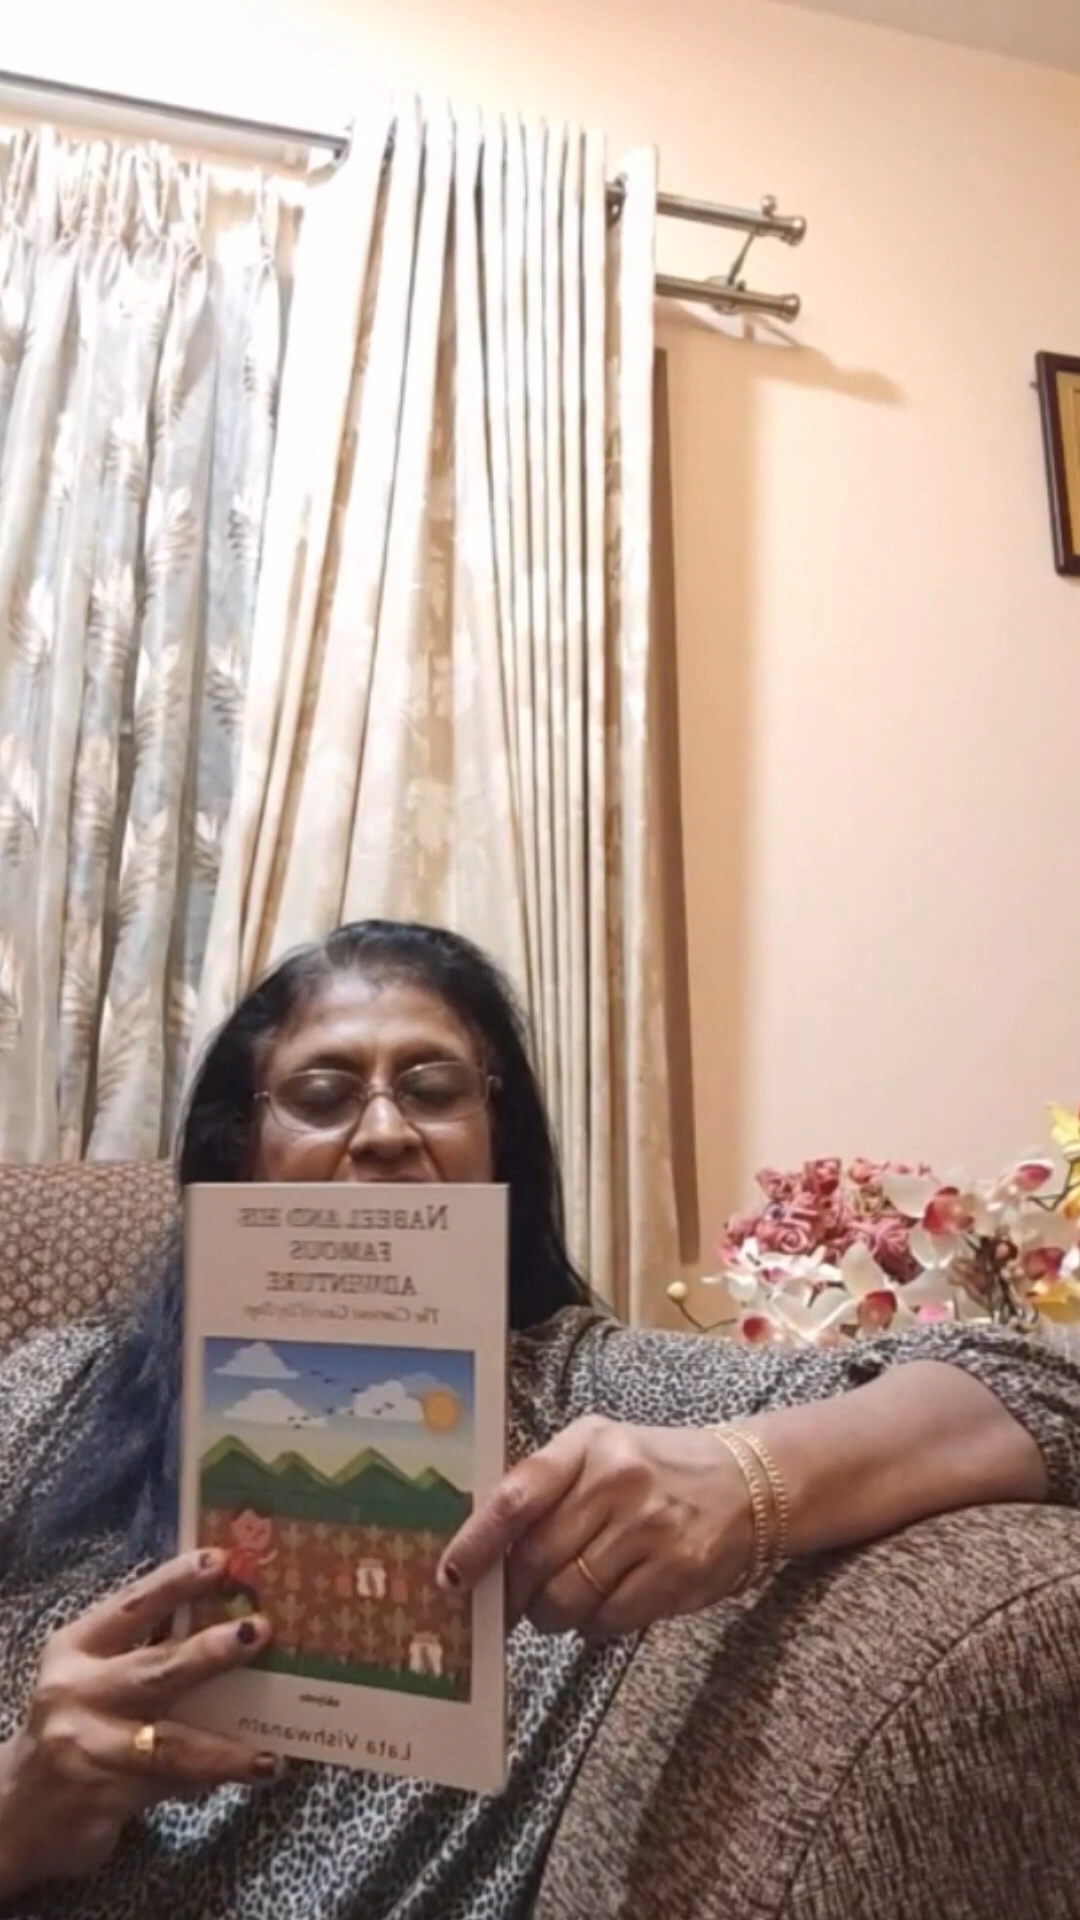 NABEEL AND HIS
FAMOUS
ADVENTURE
The Curious Case of
Lata Vishwanath